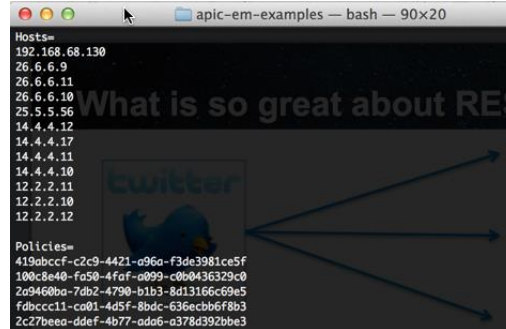 apic-em-examples — bash — 90×20
Hosts=
192.168.68.130
26.6.6.9
26.6.6.11
26.6.6.10
25.5.5.56
14.4.4.12
14.4.4.17
14.4.4.11
14.4.4.10
12.2.2.11
12.2.2.10
12.2.2.12
What is so great about RES
twitter
Policies=
419abccf-c2c9-4421-a96a-f3de3981ce5f
100c8e40-fa50-4faf-a099-c0b0436329c0
2a9460ba-7db2-4790-b1b3-8d13166c69e5
fdbccc11-ca01-4d5f-8bdc-636ecbb6f8b3
2c27beea-ddef-4b77-ada6-a378d392bbe3